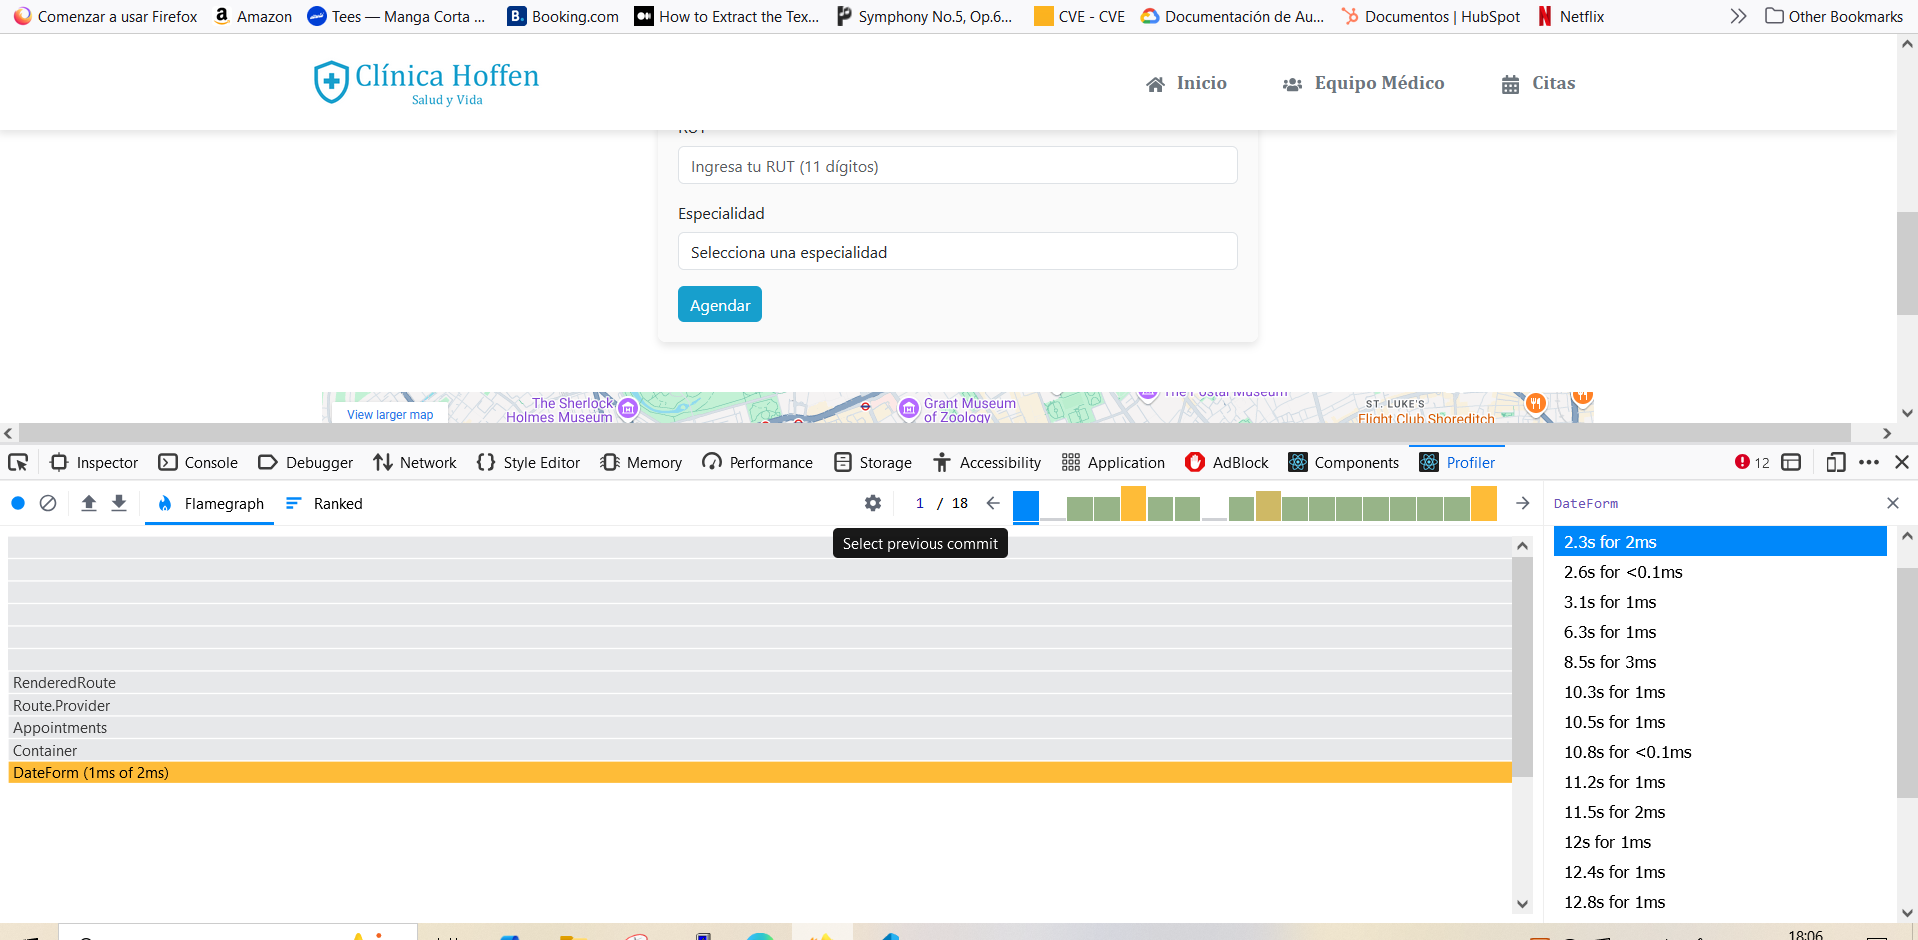 Comenzar a usar Firefox Amazon Tees — Manga Corta ... Booking.com How to Extract the Tex... Symphony No.5, Op.6... CVE - CVE Documentación de Au... Documentos | HubSpot Netflix Other Bookmarks
Clínica Hoffen
Salud y Vida
Inicio Equipo Médico Citas
RUT
Ingresa tu RUT (11 dígitos)
Especialidad
Selecciona una especialidad
Agendar
View larger map
The Sherlock
Holmes Museum
Grant Museum
of Zoology
The Postal Museum
ST. LUKE'S
Flight Club Shoreditch
Inspector Console Debugger Network Style Editor Memory Performance Storage Accessibility Application AdBlock Components Profiler 12
Flamegraph Ranked 1 / 18 DateForm
Select previous commit
RenderedRoute
Route.Provider
Appointments
Container
DateForm (1ms of 2ms)
2.3s for 2ms
2.6s for <0.1ms
3.1s for 1ms
6.3s for 1ms
8.5s for 3ms
10.3s for 1ms
10.5s for 1ms
10.8s for <0.1ms
11.2s for 1ms
11.5s for 2ms
12s for 1ms
12.4s for 1ms
12.8s for 1ms
18:06